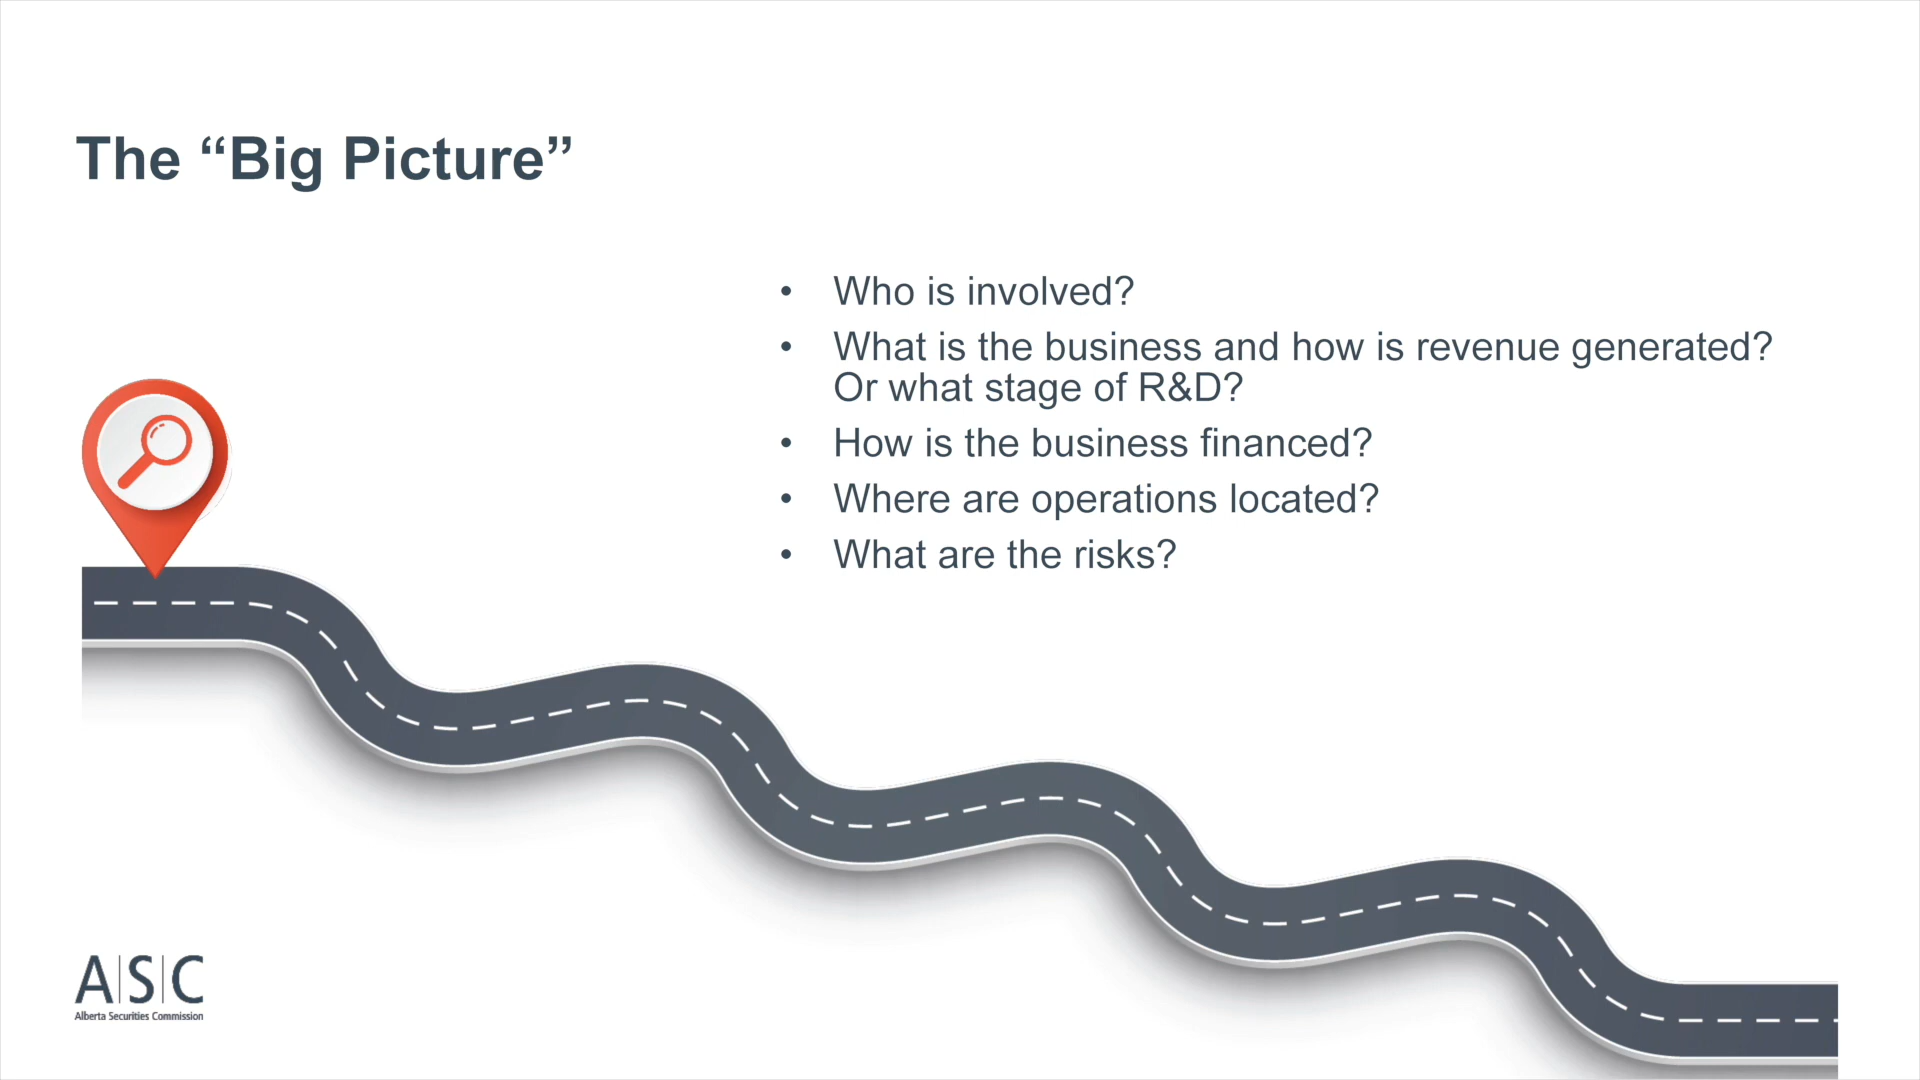 The “Big Picture”
• Who is involved?
• What is the business and how is revenue generated?
Or what stage of R&D?
• How is the business financed?
• Where are operations located?
• What are the risks?
A|S|C
Alberta Securities Commission